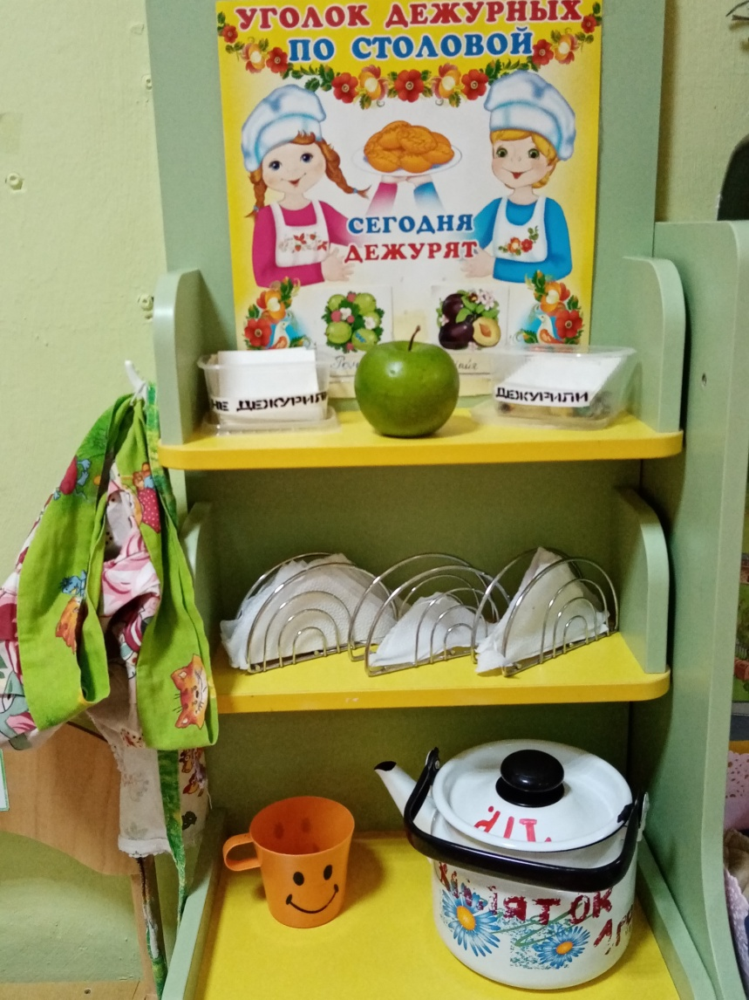 УГОЛОК ДЕЖУРНЫХ
ПО СТОЛОВОЙ
СЕГОДНЯ
ДЕЖУРЯТ
НЕ ДЕЖУРИЛИ
ДЕЖУРИЛИ